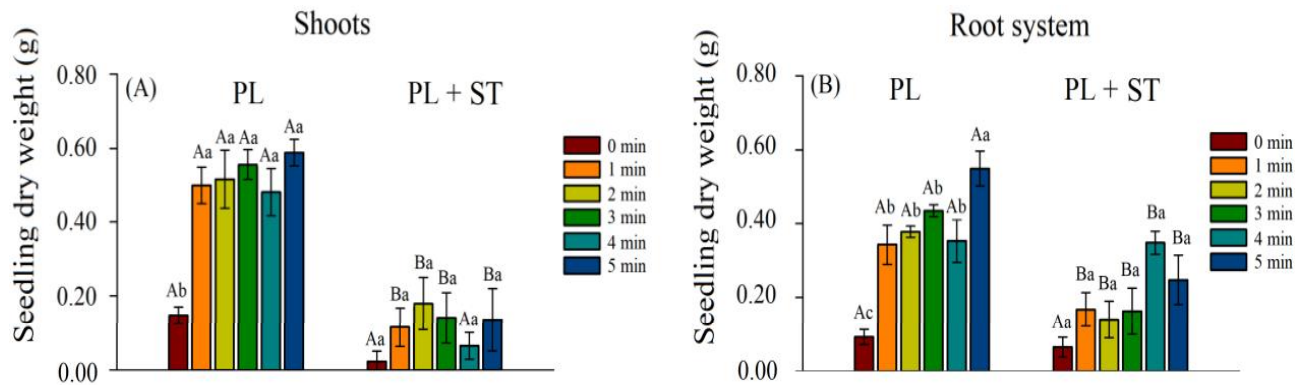 Shoots
Seedling dry weight (g)
0.80
0.60
0.40
0.20
0.00
(A)
PL
PL + ST
Ab
Aa
Aa
Aa
Aa
Aa
Aa
Ba
Ba
Ba
Aa
Ba
0 min
1 min
2 min
3 min
4 min
5 min
Root system
Seedling dry weight (g)
0.80
0.60
0.40
0.20
0.00
(B)
PL
PL + ST
Ac
Ab
Ab
Ab
Ab
Aa
Aa
Ba
Ba
Ba
Ba
Ba
0 min
1 min
2 min
3 min
4 min
5 min